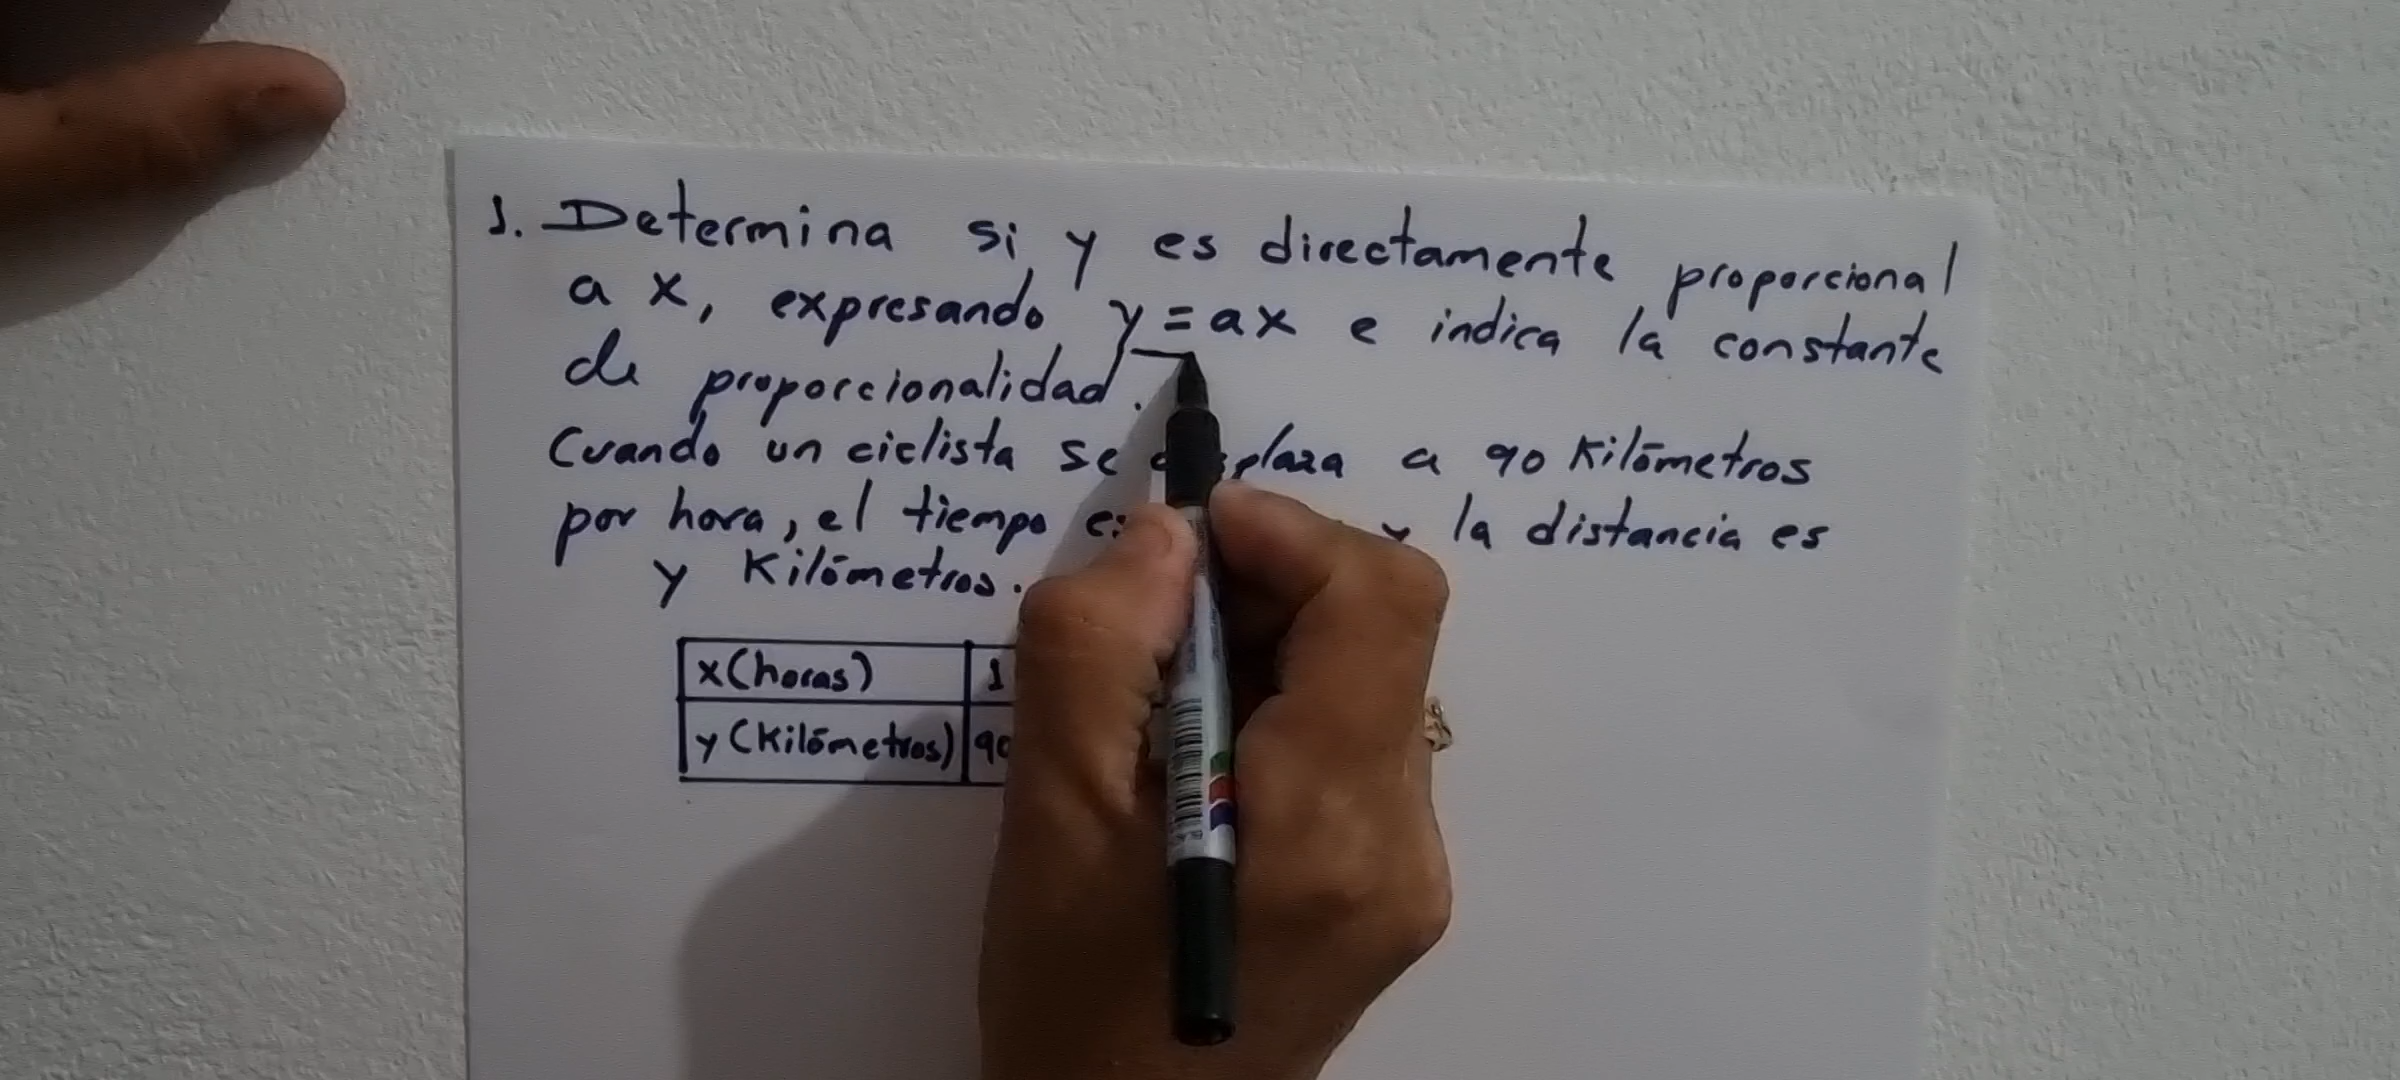 1. Determina si y es directamente proporcional
a x, expresando y = ax e indica la constante
de proporcionalidad.
Cuando un ciclista se a 90 Kilómetros
por hora, el tiempo y la distancia es
y Kilómetros.
x (horas) 1
y (Kilómetros) 90